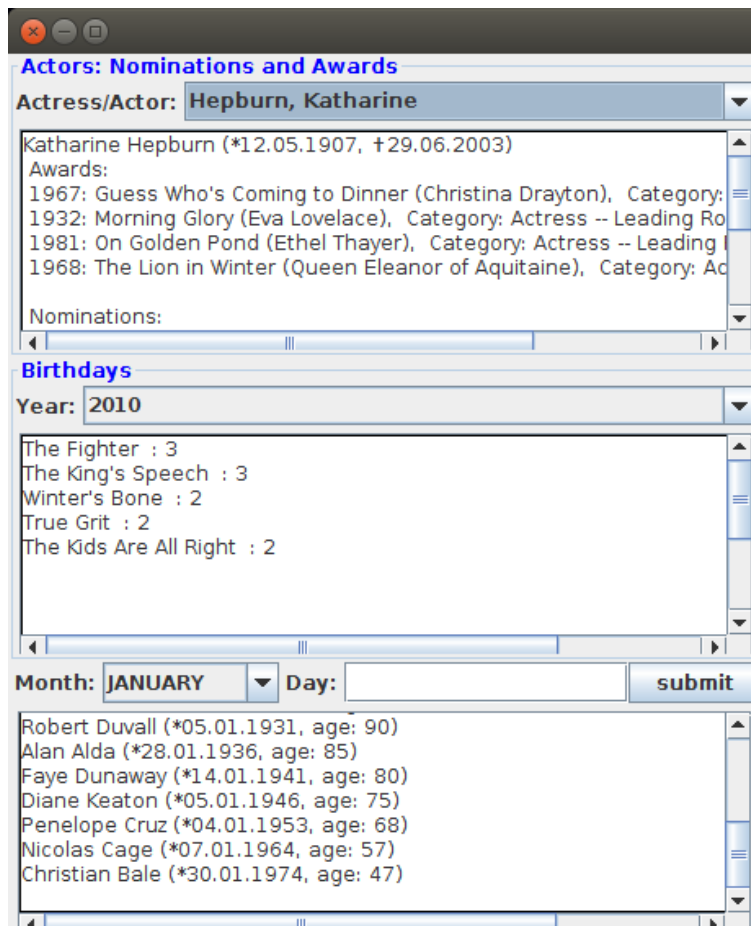 Actors: Nominations and Awards
Actress/Actor: Hepburn, Katharine
Katharine Hepburn (*12.05.1907, †29.06.2003)
Awards:
1967: Guess Who's Coming to Dinner (Christina Drayton), Category:
1932: Morning Glory (Eva Lovelace), Category: Actress -- Leading Ro
1981: On Golden Pond (Ethel Thayer), Category: Actress -- Leading
1968: The Lion in Winter (Queen Eleanor of Aquitaine), Category: Ac
Nominations:
Birthdays
Year: 2010
The Fighter : 3
The King's Speech : 3
Winter's Bone : 2
True Grit : 2
The Kids Are All Right : 2
Month: JANUARY Day: submit
Robert Duvall (*05.01.1931, age: 90)
Alan Alda (*28.01.1936, age: 85)
Faye Dunaway (*14.01.1941, age: 80)
Diane Keaton (*05.01.1946, age: 75)
Penelope Cruz (*04.01.1953, age: 68)
Nicolas Cage (*07.01.1964, age: 57)
Christian Bale (*30.01.1974, age: 47)